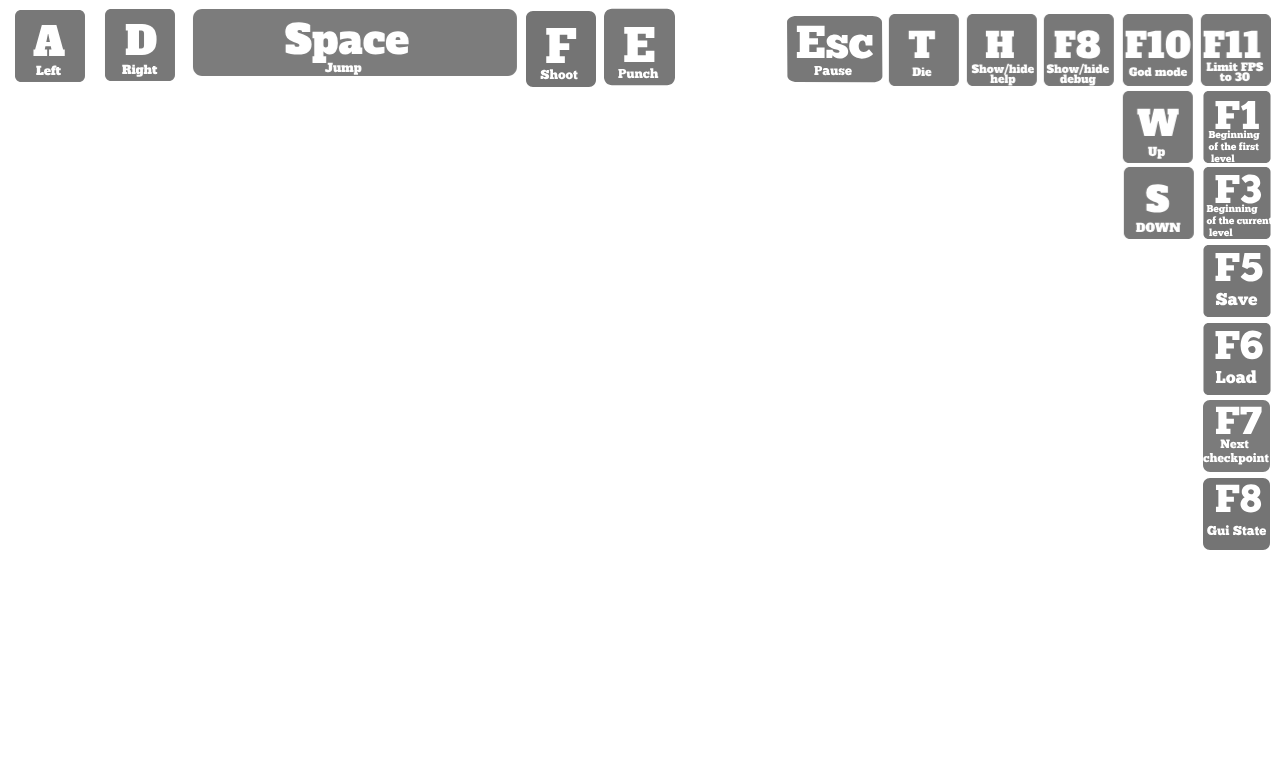 A
Left
D
Right
Space
Jump
F
Shoot
E
Punch
Esc
Pause
T
Die
H
Show/hide
help
F8
Show/hide
debug
F10
God mode
F11
Limit FPS
to 30
W
Up
F1
Beginning
of the first
level
S
DOWN
F3
Beginning
of the current
level
F5
Save
F6
Load
F7
Next
checkpoint
F8
Gui State